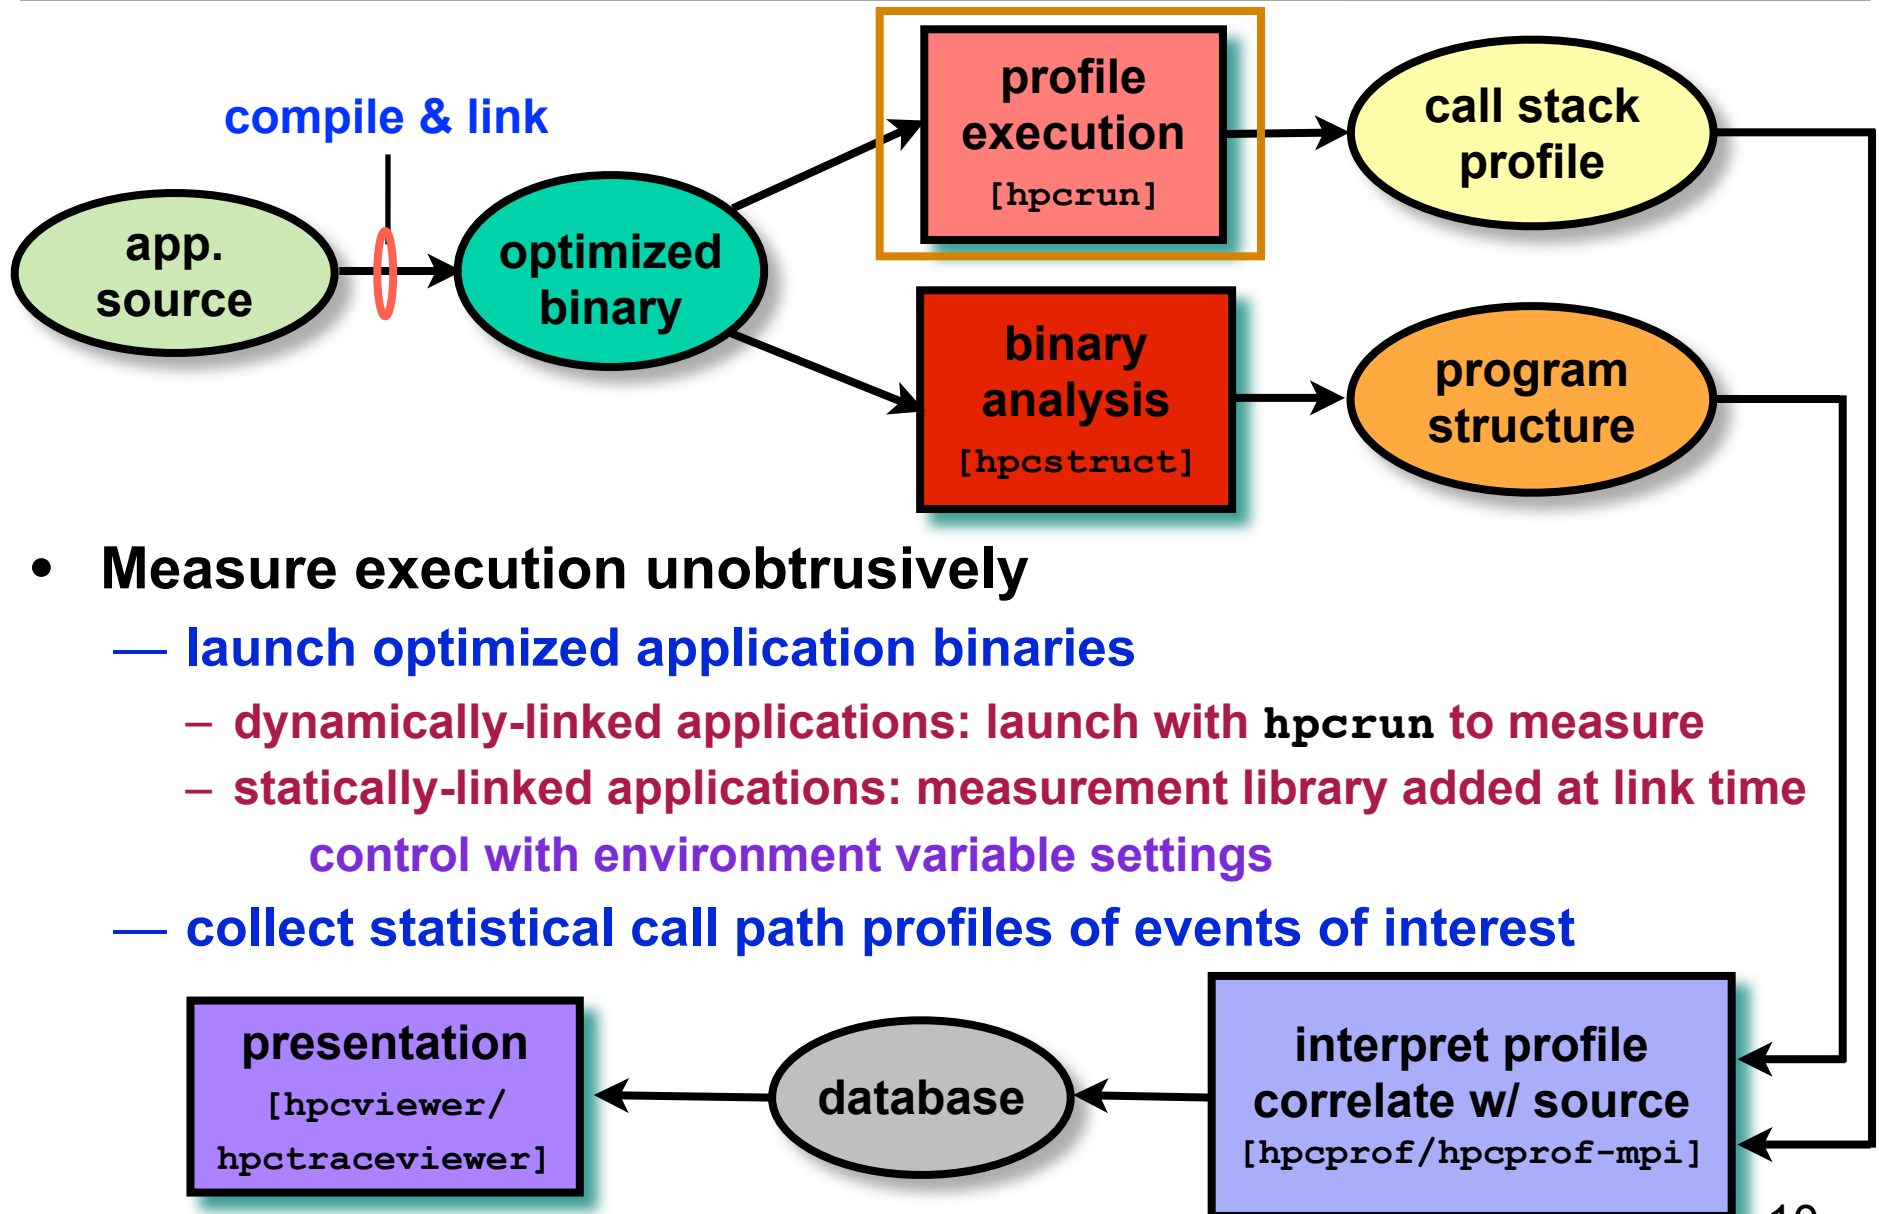 compile & link
app.
source
optimized
binary
profile
execution
[hpcrun]
call stack
profile
binary
analysis
[hpcstruct]
program
structure
• Measure execution unobtrusively
— launch optimized application binaries
– dynamically-linked applications: launch with hpcrun to measure
– statically-linked applications: measurement library added at link time
control with environment variable settings
— collect statistical call path profiles of events of interest
presentation
[hpcviewer/
hpctraceviewer]
database
interpret profile
correlate w/ source
[hpcprof/hpcprof-mpi]